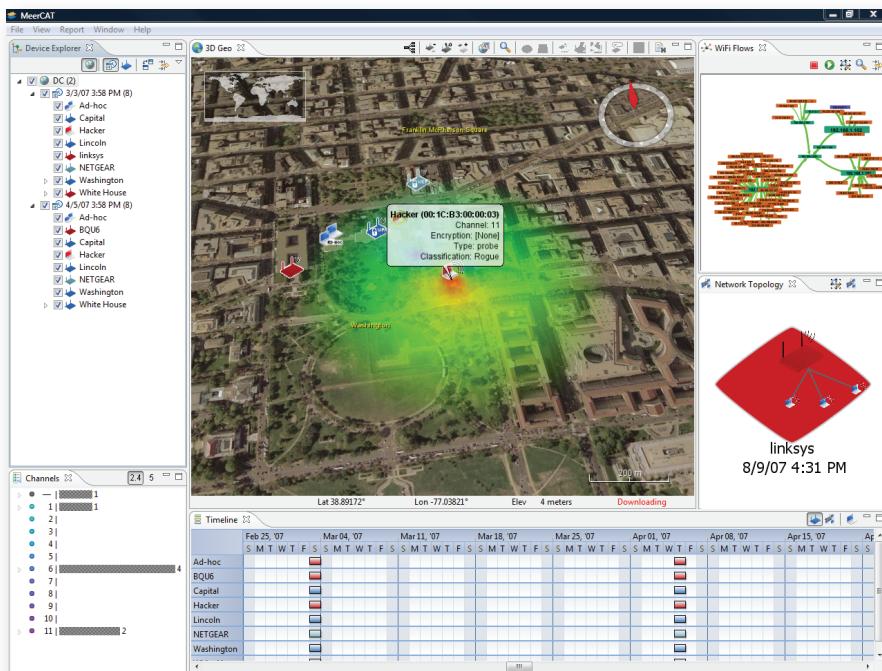 MeerCAT
File View Report Window Help
Device Explorer
DC (2)
3/3/07 3:58 PM (8)
Ad-hoc
Capital
Hacker
Lincoln
linksys
NETGEAR
Washington
White House
4/5/07 3:58 PM (8)
Ad-hoc
BQU6
Capital
Hacker
Lincoln
NETGEAR
Washington
White House
3D Geo
Franklin McPherson Square
Hacker (00:1C:B3:00:00:03)
Channel: 11
Encryption: [None]
Type: probe
Classification: Rogue
Washington
200 m
Lat 38.89172° Lon -77.03821° Elev 4 meters Downloading
WiFi Flows
192.168.1.102
Network Topology
linksys
8/9/07 4:31 PM
Channels 2.4 5
— | 1
1 | 1
2 |
3 |
4 |
5 |
6 | 4
7 |
8 |
9 |
10 |
11 | 2
Timeline
Feb 25, '07 Mar 04, '07 Mar 11, '07 Mar 18, '07 Mar 25, '07 Apr 01, '07 Apr 08, '07 Apr 15, '07
S M T W T F S S M T W T F S S M T W T F S S M T W T F S S M T W T F S S M T W T F S S M T W T F S S M T W T F S S
Ad-hoc
BQU6
Capital
Hacker
Lincoln
NETGEAR
Washington